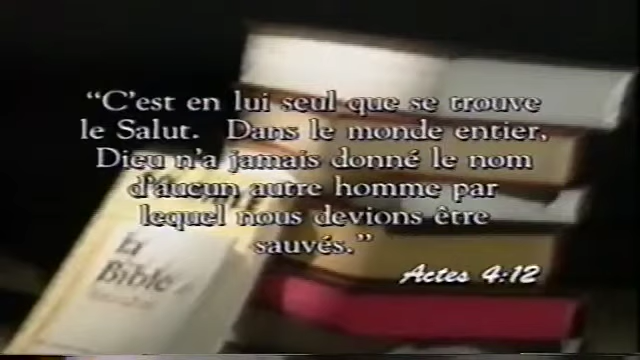 “C'est en lui seul que se trouve
le Salut. Dans le monde entier,
Dieu n'a jamais donné le nom
d'aucun autre homme par
lequel nous devions être
sauvés.”
Actes 4:12
Et
la Bible